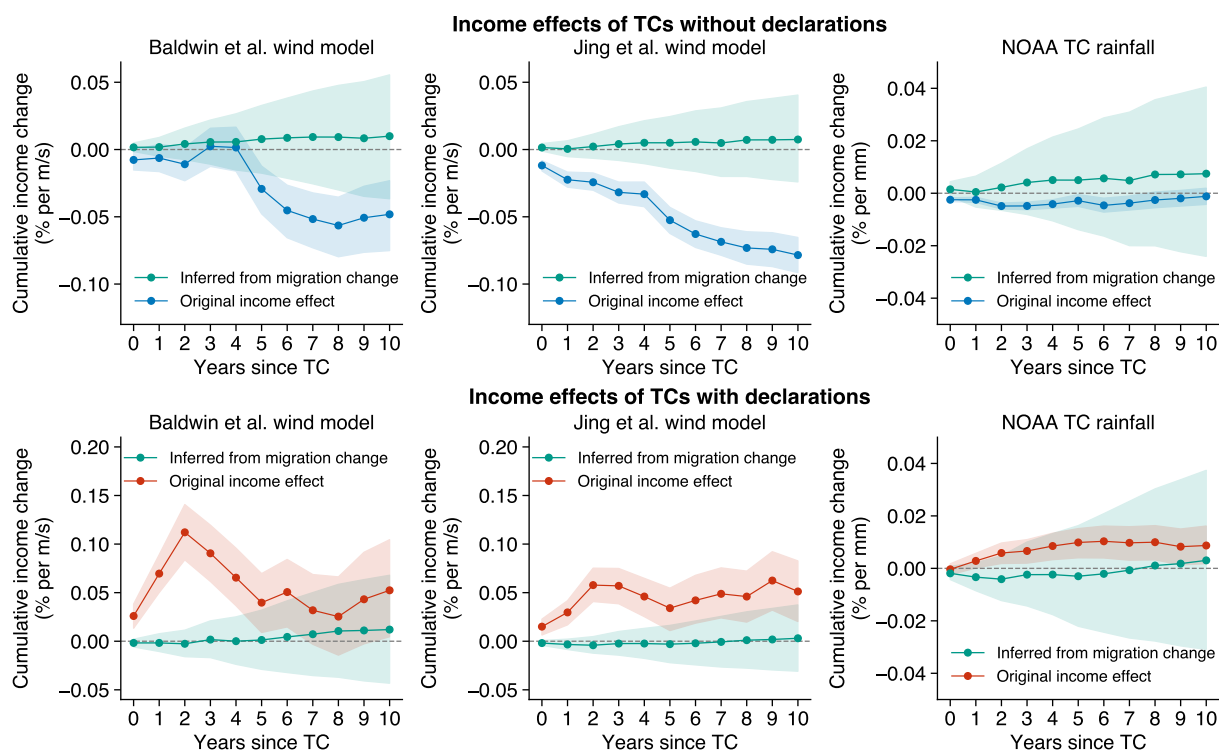 Income effects of TCs without declarations
Baldwin et al. wind model
Cumulative income change
(% per m/s)
0.05
0.00
−0.05
−0.10
Inferred from migration change
Original income effect
0 1 2 3 4 5 6 7 8 9 10
Years since TC
Jing et al. wind model
Cumulative income change
(% per m/s)
0.05
0.00
−0.05
−0.10
Inferred from migration change
Original income effect
0 1 2 3 4 5 6 7 8 9 10
Years since TC
NOAA TC rainfall
Cumulative income change
(% per mm)
0.04
0.02
0.00
−0.02
−0.04
Inferred from migration change
Original income effect
0 1 2 3 4 5 6 7 8 9 10
Years since TC
Income effects of TCs with declarations
Baldwin et al. wind model
Cumulative income change
(% per m/s)
0.20
0.15
0.10
0.05
0.00
−0.05
Inferred from migration change
Original income effect
0 1 2 3 4 5 6 7 8 9 10
Years since TC
Jing et al. wind model
Cumulative income change
(% per m/s)
0.20
0.15
0.10
0.05
0.00
−0.05
Inferred from migration change
Original income effect
0 1 2 3 4 5 6 7 8 9 10
Years since TC
NOAA TC rainfall
Cumulative income change
(% per mm)
0.04
0.02
0.00
−0.02
−0.04
Inferred from migration change
Original income effect
0 1 2 3 4 5 6 7 8 9 10
Years since TC